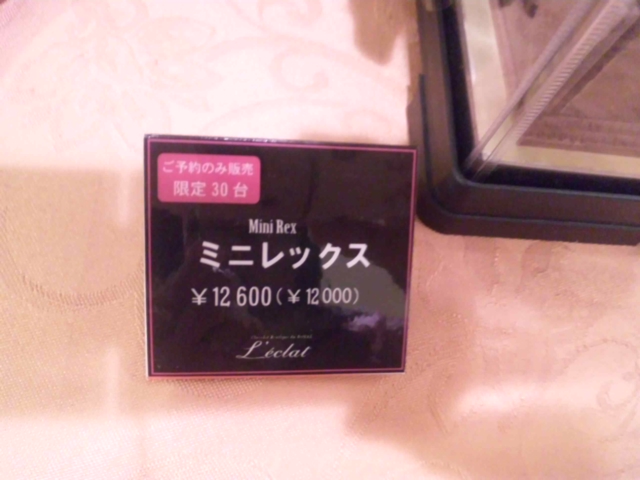 ご予約のみ販売
限定 30 台
Mini Rex
ミニレックス
￥12 600 (￥12 000)
L'éclat